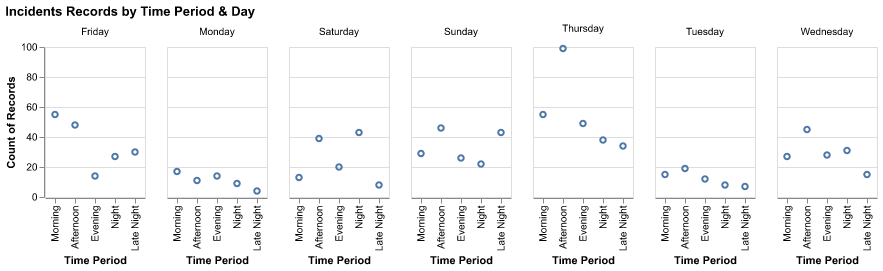 Incidents Records by Time Period & Day
Friday
Monday
Saturday
Sunday
Thursday
Tuesday
Wednesday
Count of Records
100
80
60
40
20
0
Morning
Afternoon
Evening
Night
Late Night
Morning
Afternoon
Evening
Night
Late Night
Morning
Afternoon
Evening
Night
Late Night
Morning
Afternoon
Evening
Night
Late Night
Morning
Afternoon
Evening
Night
Late Night
Morning
Afternoon
Evening
Night
Late Night
Morning
Afternoon
Evening
Night
Late Night
Time Period
Time Period
Time Period
Time Period
Time Period
Time Period
Time Period